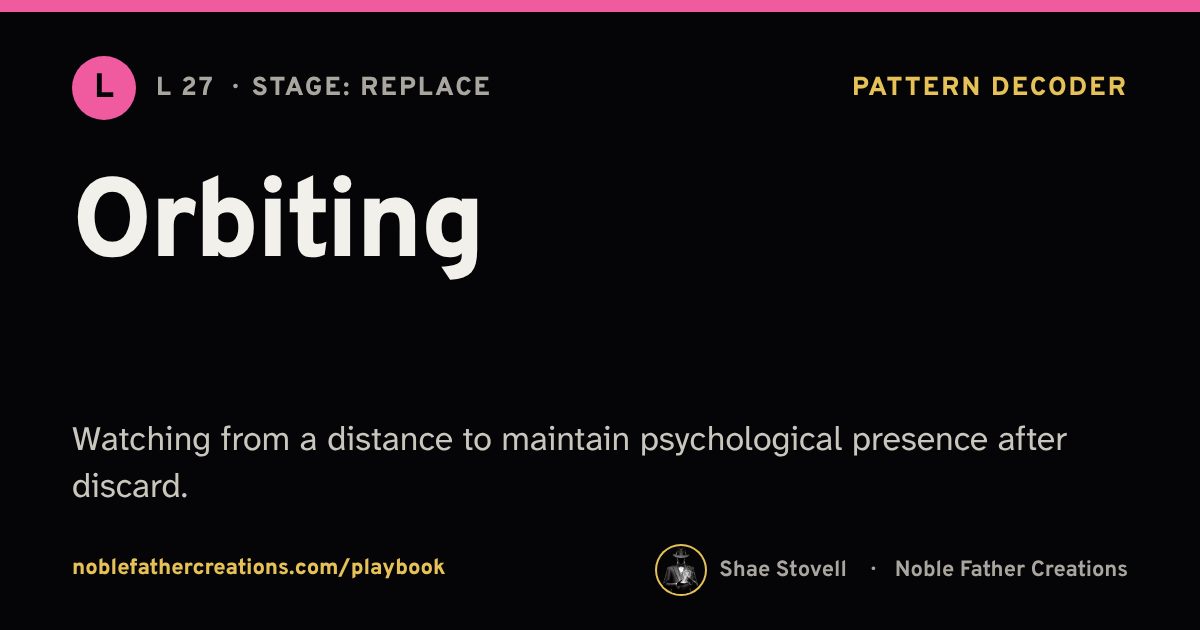 L L 27 · STAGE: REPLACE PATTERN DECODER
Orbiting
Watching from a distance to maintain psychological presence after
discard.
noblefathercreations.com/playbook Shae Stovell · Noble Father Creations